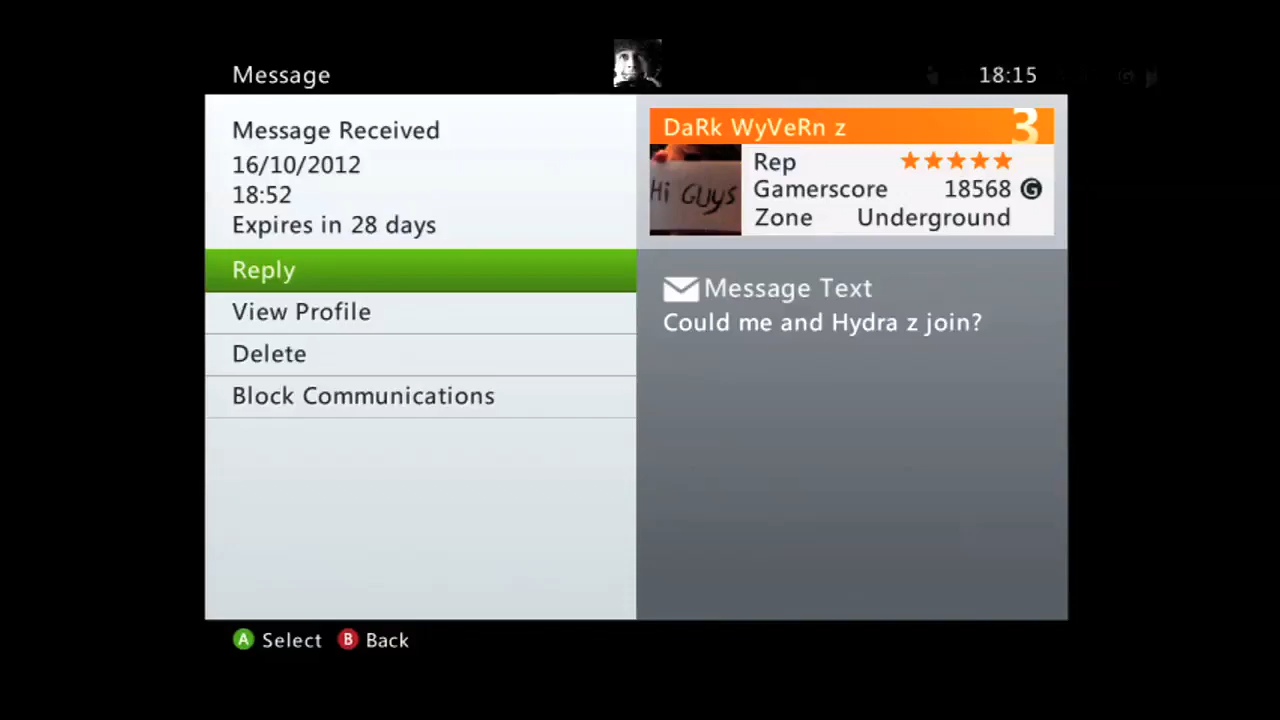 Message
18:15
Message Received
16/10/2012
18:52
Expires in 28 days
Reply
View Profile
Delete
Block Communications
DaRk WyVeRn z 3
Hi Guys
Rep
Gamerscore 18568 G
Zone Underground
Message Text
Could me and Hydra z join?
A Select B Back